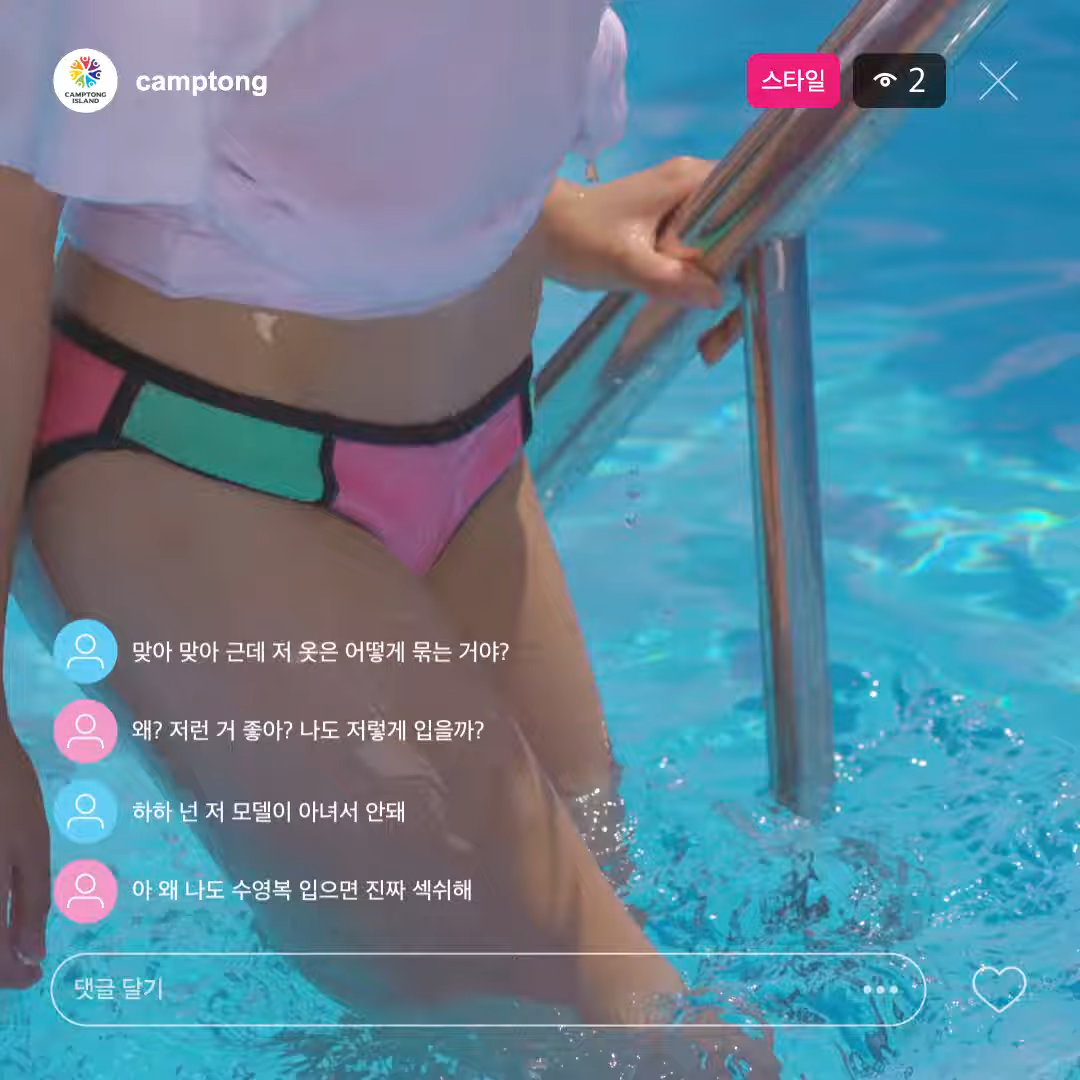 CAMPTONG
ISLAND
camptong
스타일
2
맞아 맞아 근데 저 옷은 어떻게 묶는 거야?
왜? 저런 거 좋아? 나도 저렇게 입을까?
하하 넌 저 모델이 아녀서 안돼
야 왜 나도 수영복 입으면 진짜 섹쉬해
댓글 달기